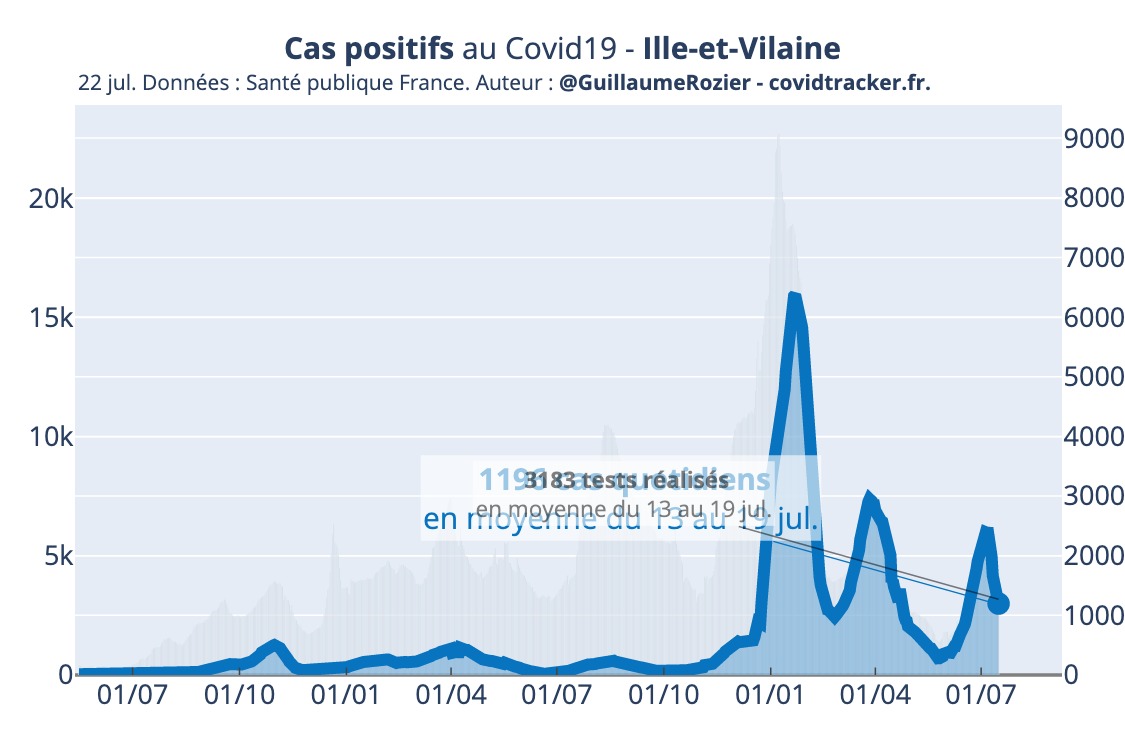 Cas positifs au Covid19 - Ille-et-Vilaine
22 jul. Données : Santé publique France. Auteur : @GuillaumeRozier - covidtracker.fr.
9000
20k
8000
7000
15k
6000
5000
10k
4000
1196 cas quotidiens
3183 tests réalisés
3000
en moyenne du 13 au 19 jul.
en moyenne du 13 au 19 jul.
5k
2000
1000
0
0
01/07
01/10
01/01
01/04
01/07
01/10
01/01
01/04
01/07